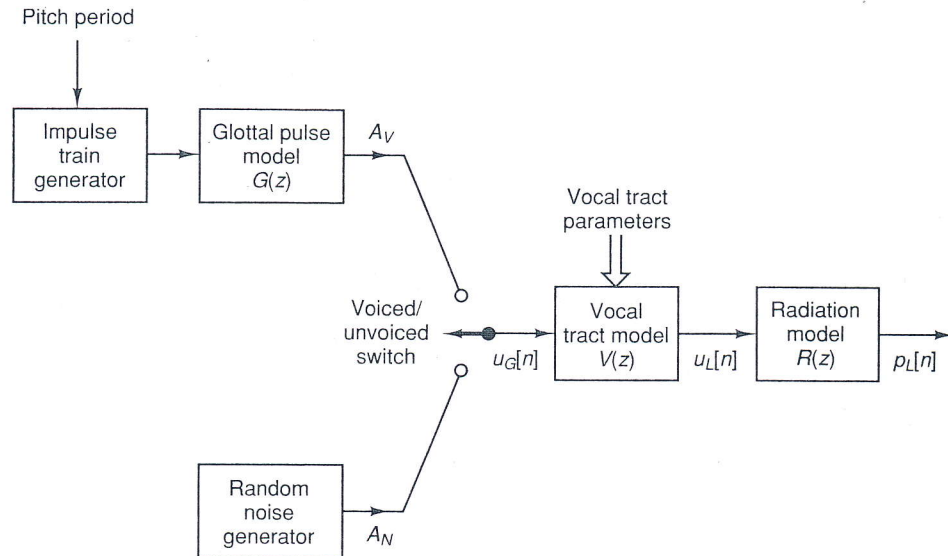 Pitch period
Impulse
train
generator
Glottal pulse
model
G(z)
A_V
Vocal tract
parameters
Voiced/
unvoiced
switch
u_G[n]
Vocal
tract model
V(z)
u_L[n]
Radiation
model
R(z)
p_L[n]
Random
noise
generator
A_N